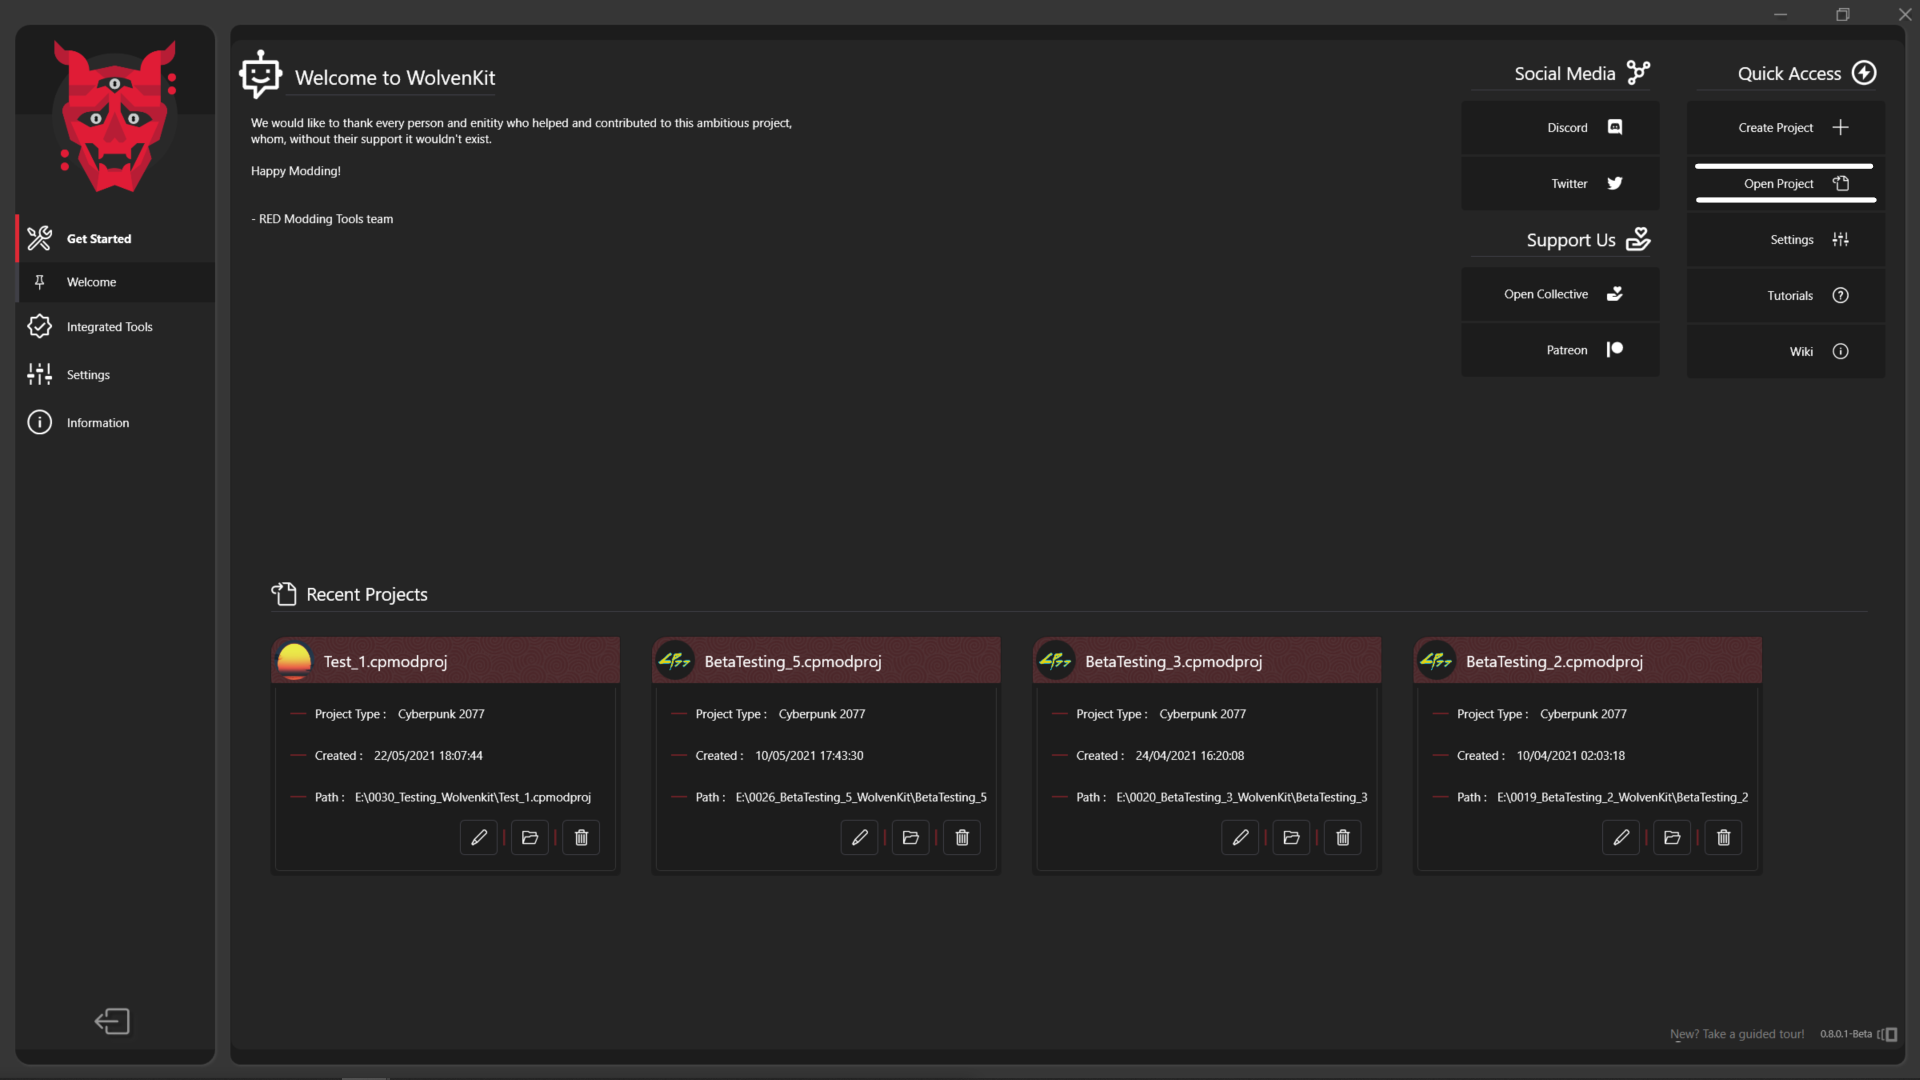 Get Started
Welcome
Integrated Tools
Settings
Information
Welcome to WolvenKit
We would like to thank every person and enitity who helped and contributed to this ambitious project,
whom, without their support it wouldn't exist.
Happy Modding!
- RED Modding Tools team
Social Media
Discord
Twitter
Support Us
Open Collective
Patreon
Quick Access
Create Project
Open Project
Settings
Tutorials
Wiki
Recent Projects
Test_1.cpmodproj
Project Type : Cyberpunk 2077
Created : 22/05/2021 18:07:44
Path : E:\0030_Testing_Wolvenkit\Test_1.cpmodproj
BetaTesting_5.cpmodproj
Project Type : Cyberpunk 2077
Created : 10/05/2021 17:43:30
Path : E:\0026_BetaTesting_5_WolvenKit\BetaTesting_5
BetaTesting_3.cpmodproj
Project Type : Cyberpunk 2077
Created : 24/04/2021 16:20:08
Path : E:\0020_BetaTesting_3_WolvenKit\BetaTesting_3
BetaTesting_2.cpmodproj
Project Type : Cyberpunk 2077
Created : 10/04/2021 02:03:18
Path : E:\0019_BetaTesting_2_WolvenKit\BetaTesting_2
New? Take a guided tour!
0.8.0.1-Beta